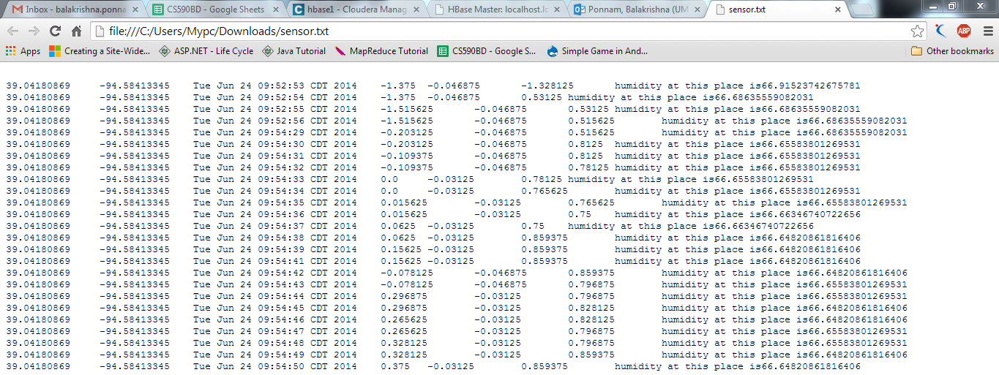 Inbox - balakrishna.ponna
CS590BD - Google Sheets
hbase1 - Cloudera Manag
HBase Master: localhost.lo
Ponnam, Balakrishna (UM
sensor.txt
file:///C:/Users/Mypc/Downloads/sensor.txt
ABP
Apps Creating a Site-Wide... ASP.NET - Life Cycle Java Tutorial MapReduce Tutorial CS590BD - Google S... Simple Game in And... Other bookmarks
39.04180869 -94.58413345 Tue Jun 24 09:52:53 CDT 2014 -1.375 -0.046875 -1.328125 humidity at this place is66.91523742675781
39.04180869 -94.58413345 Tue Jun 24 09:52:54 CDT 2014 -1.375 -0.046875 0.53125 humidity at this place is66.68635559082031
39.04180869 -94.58413345 Tue Jun 24 09:52:55 CDT 2014 -1.515625 -0.046875 0.53125 humidity at this place is66.68635559082031
39.04180869 -94.58413345 Tue Jun 24 09:52:56 CDT 2014 -1.515625 -0.046875 0.515625 humidity at this place is66.68635559082031
39.04180869 -94.58413345 Tue Jun 24 09:54:29 CDT 2014 -0.203125 -0.046875 0.515625 humidity at this place is66.68635559082031
39.04180869 -94.58413345 Tue Jun 24 09:54:30 CDT 2014 -0.203125 -0.046875 0.8125 humidity at this place is66.65583801269531
39.04180869 -94.58413345 Tue Jun 24 09:54:31 CDT 2014 -0.109375 -0.046875 0.8125 humidity at this place is66.65583801269531
39.04180869 -94.58413345 Tue Jun 24 09:54:32 CDT 2014 -0.109375 -0.046875 0.78125 humidity at this place is66.65583801269531
39.04180869 -94.58413345 Tue Jun 24 09:54:33 CDT 2014 0.0 -0.03125 0.78125 humidity at this place is66.65583801269531
39.04180869 -94.58413345 Tue Jun 24 09:54:34 CDT 2014 0.0 -0.03125 0.765625 humidity at this place is66.65583801269531
39.04180869 -94.58413345 Tue Jun 24 09:54:35 CDT 2014 0.015625 -0.03125 0.765625 humidity at this place is66.65583801269531
39.04180869 -94.58413345 Tue Jun 24 09:54:36 CDT 2014 0.015625 -0.03125 0.75 humidity at this place is66.66346740722656
39.04180869 -94.58413345 Tue Jun 24 09:54:37 CDT 2014 0.0625 -0.03125 0.75 humidity at this place is66.66346740722656
39.04180869 -94.58413345 Tue Jun 24 09:54:38 CDT 2014 0.0625 -0.03125 0.859375 humidity at this place is66.64820861816406
39.04180869 -94.58413345 Tue Jun 24 09:54:39 CDT 2014 0.15625 -0.03125 0.859375 humidity at this place is66.64820861816406
39.04180869 -94.58413345 Tue Jun 24 09:54:41 CDT 2014 0.15625 -0.03125 0.859375 humidity at this place is66.64820861816406
39.04180869 -94.58413345 Tue Jun 24 09:54:42 CDT 2014 -0.078125 -0.046875 0.859375 humidity at this place is66.64820861816406
39.04180869 -94.58413345 Tue Jun 24 09:54:43 CDT 2014 -0.078125 -0.046875 0.796875 humidity at this place is66.65583801269531
39.04180869 -94.58413345 Tue Jun 24 09:54:44 CDT 2014 0.296875 -0.03125 0.796875 humidity at this place is66.65583801269531
39.04180869 -94.58413345 Tue Jun 24 09:54:45 CDT 2014 0.296875 -0.03125 0.828125 humidity at this place is66.64820861816406
39.04180869 -94.58413345 Tue Jun 24 09:54:46 CDT 2014 0.265625 -0.03125 0.828125 humidity at this place is66.64820861816406
39.04180869 -94.58413345 Tue Jun 24 09:54:47 CDT 2014 0.265625 -0.03125 0.796875 humidity at this place is66.65583801269531
39.04180869 -94.58413345 Tue Jun 24 09:54:48 CDT 2014 0.328125 -0.03125 0.796875 humidity at this place is66.65583801269531
39.04180869 -94.58413345 Tue Jun 24 09:54:49 CDT 2014 0.328125 -0.03125 0.859375 humidity at this place is66.64820861816406
39.04180869 -94.58413345 Tue Jun 24 09:54:50 CDT 2014 0.375 -0.03125 0.859375 humidity at this place is66.64820861816406